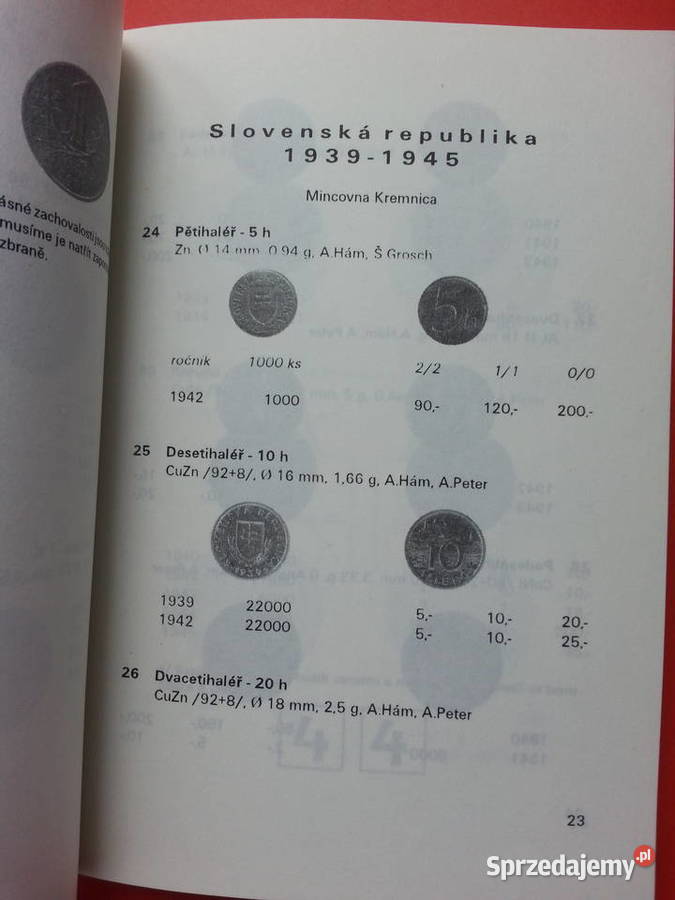 ásné zachovalosti
musíme je natřít
zbraně.
Slovenská republika
1939-1945
Mincovna Kremnica
24 Pětihaléř - 5 h
Zn, Ø 14 mm, 0,94 g, A.Hám, Š Grosch
ročník 1000 ks 2/2 1/1 0/0
1942 1000 90,- 120,- 200,-
25 Desetihaléř - 10 h
CuZn /92+8/, Ø 16 mm, 1,66 g, A.Hám, A.Peter
1939 22000 5,- 10,- 20,-
1942 22000 5,- 10,- 25,-
26 Dvacetihaléř - 20 h
CuZn /92+8/, Ø 18 mm, 2,5 g, A.Hám, A.Peter
23
Sprzedajemy.pl